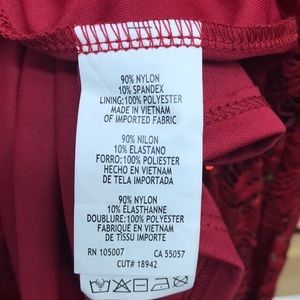 90% NYLON
10% SPANDEX
LINING:100% POLYESTER
MADE IN VIETNAM
OF IMPORTED FABRIC
90% NILON
10% ELASTANO
FORRO:100% POLIESTER
HECHO EN VIETNAM
DE TELA IMPORTADA
90% NYLON
10% ELASTHANNE
DOUBLURE:100% POLYESTER
FABRIQUÉ EN VIETNAM
DE TISSU IMPORTÉ
RN 105007 CA 55057
CUT# 18942